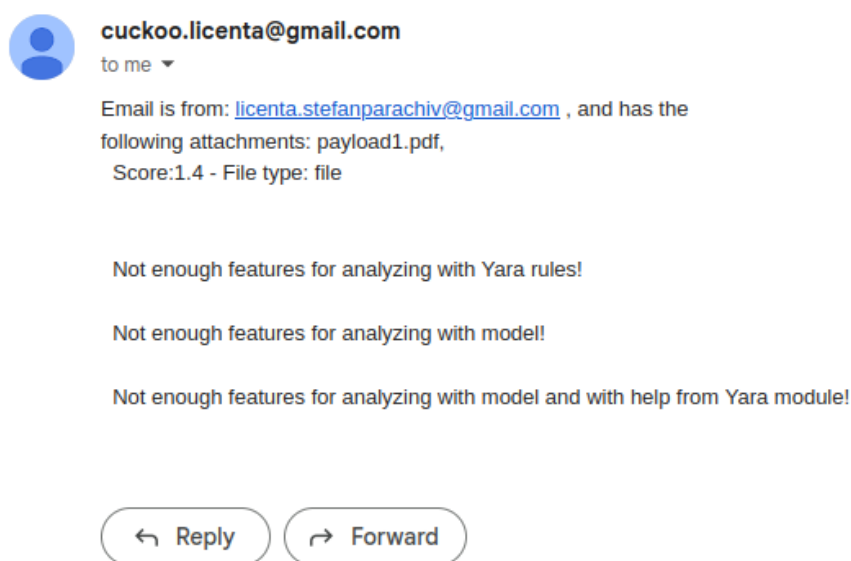 cuckoo.licenta@gmail.com
to me
Email is from: licenta.stefanparachiv@gmail.com , and has the
following attachments: payload1.pdf,
Score:1.4 - File type: file
Not enough features for analyzing with Yara rules!
Not enough features for analyzing with model!
Not enough features for analyzing with model and with help from Yara module!
Reply
Forward